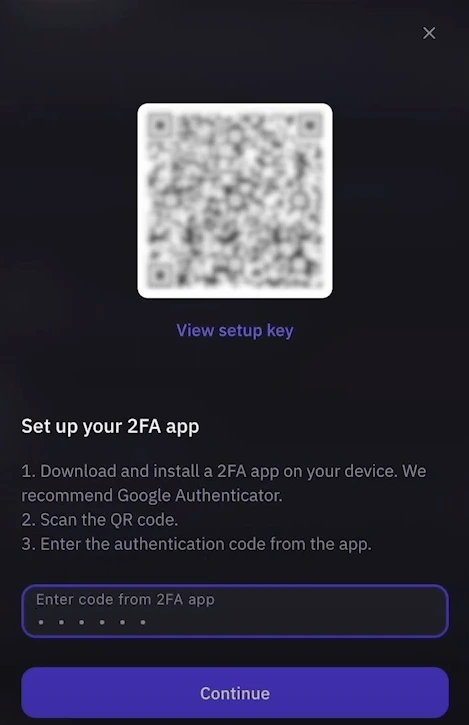 View setup key
Set up your 2FA app
1. Download and install a 2FA app on your device. We
recommend Google Authenticator.
2. Scan the QR code.
3. Enter the authentication code from the app.
Enter code from 2FA app
Continue